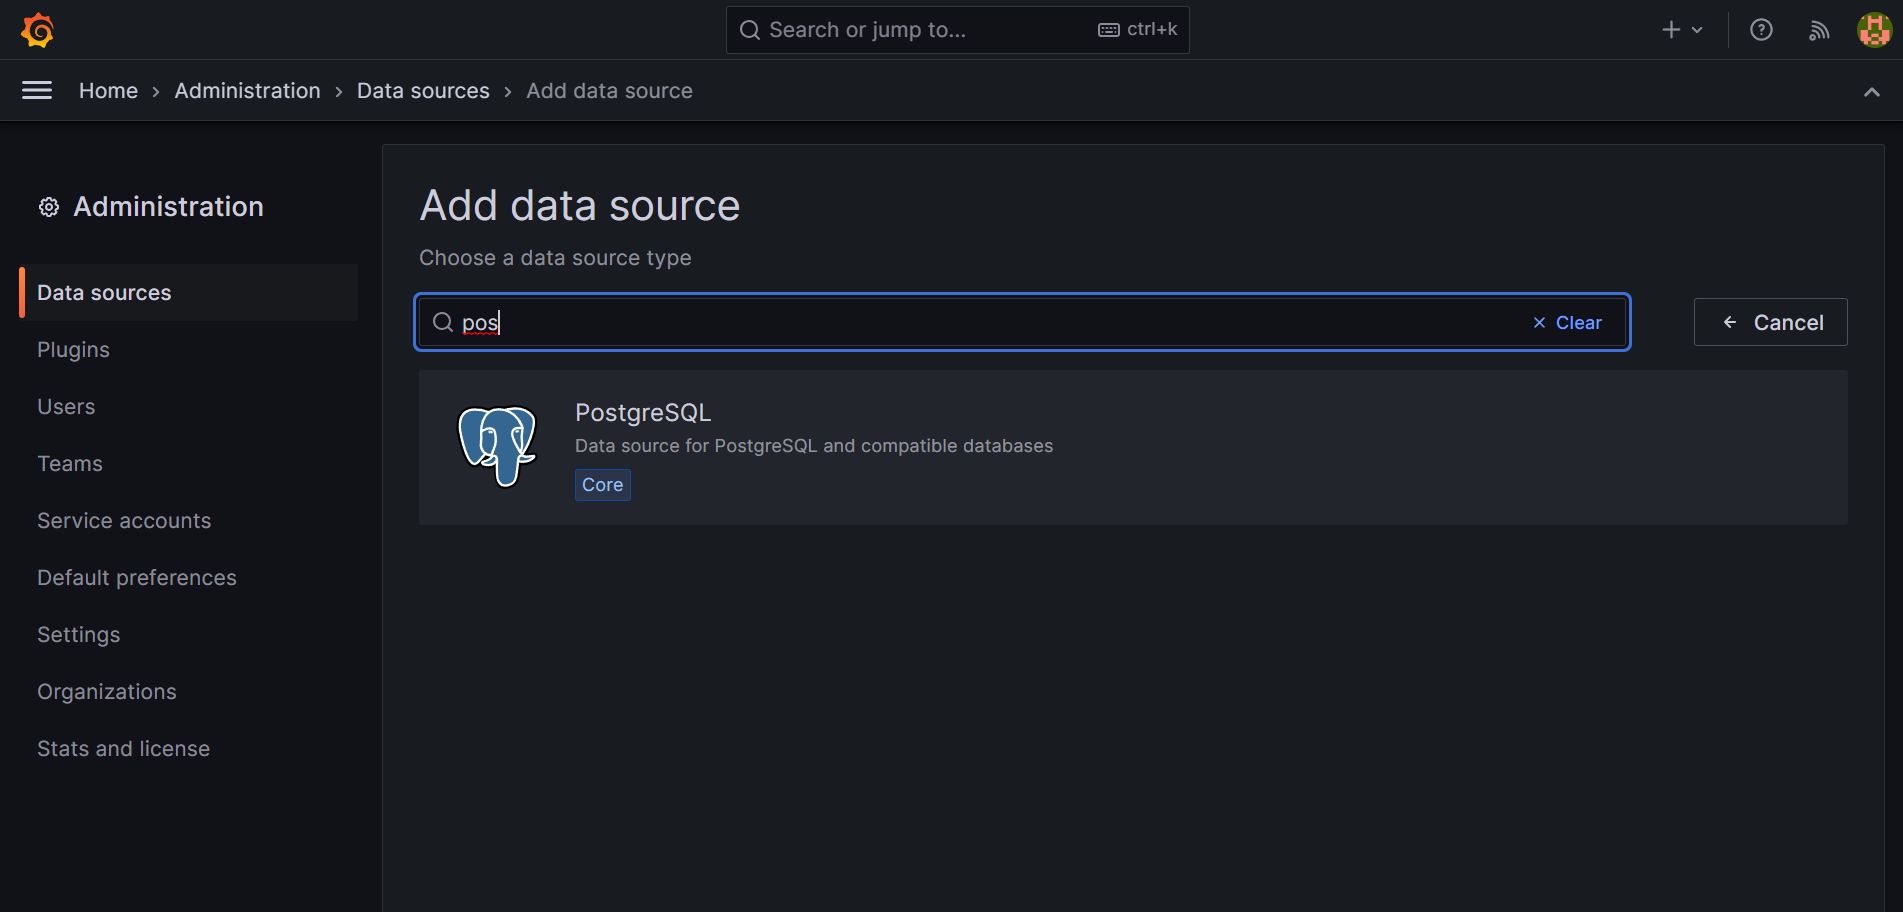 Search or jump to...
ctrl+k
Home › Administration › Data sources › Add data source
Administration
Data sources
Plugins
Users
Teams
Service accounts
Default preferences
Settings
Organizations
Stats and license
Add data source
Choose a data source type
pos
Clear
Cancel
PostgreSQL
Data source for PostgreSQL and compatible databases
Core